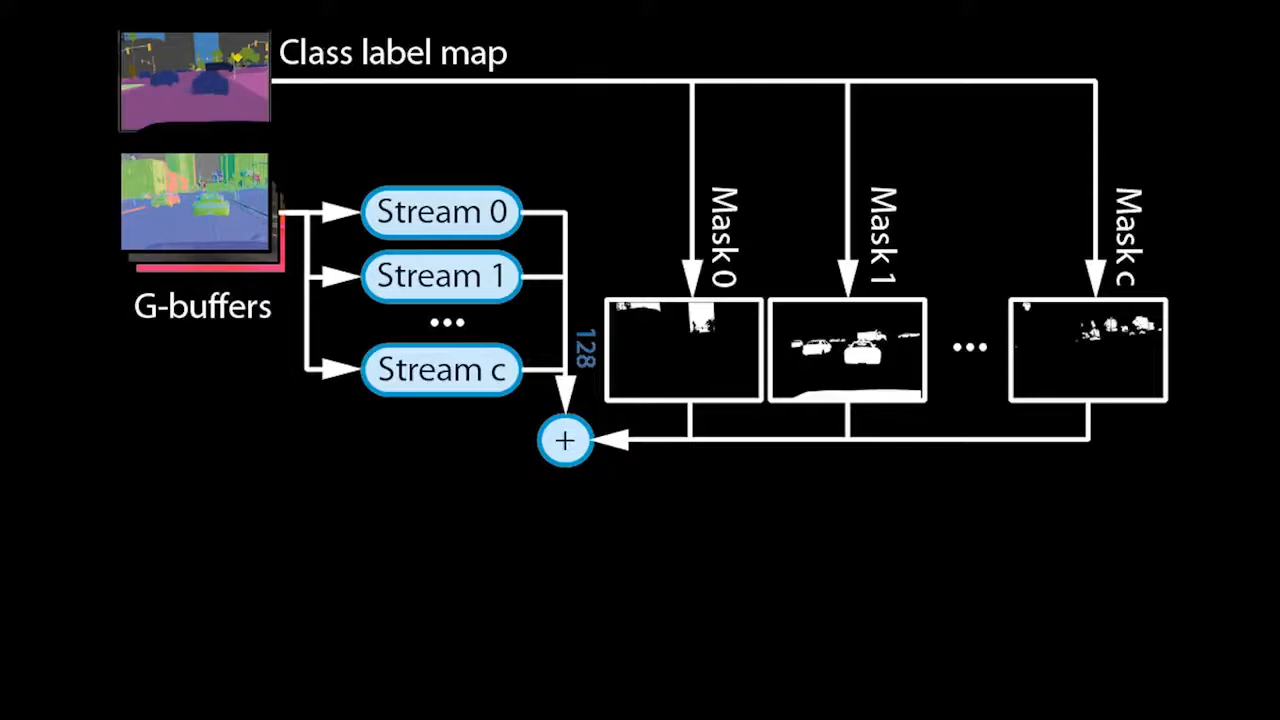 Class label map
G-buffers
Stream 0
Stream 1
...
Stream c
128
+
Mask 0
Mask 1
...
Mask c